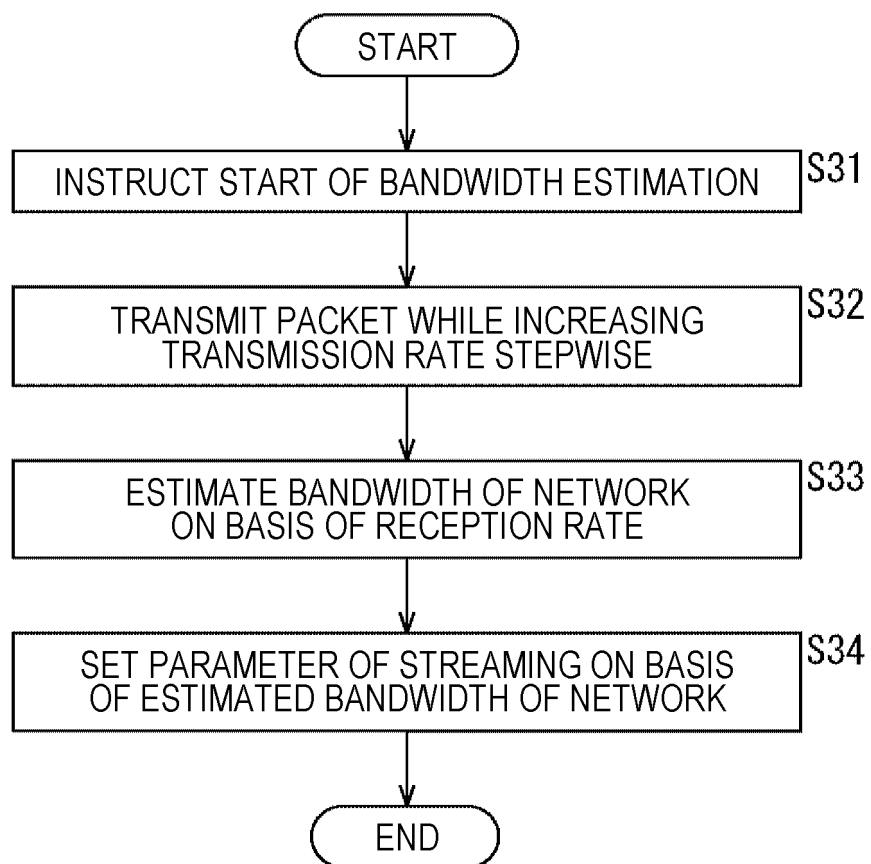 START
INSTRUCT START OF BANDWIDTH ESTIMATION
S31
TRANSMIT PACKET WHILE INCREASING
TRANSMISSION RATE STEPWISE
S32
ESTIMATE BANDWIDTH OF NETWORK
ON BASIS OF RECEPTION RATE
S33
SET PARAMETER OF STREAMING ON BASIS
OF ESTIMATED BANDWIDTH OF NETWORK
S34
END